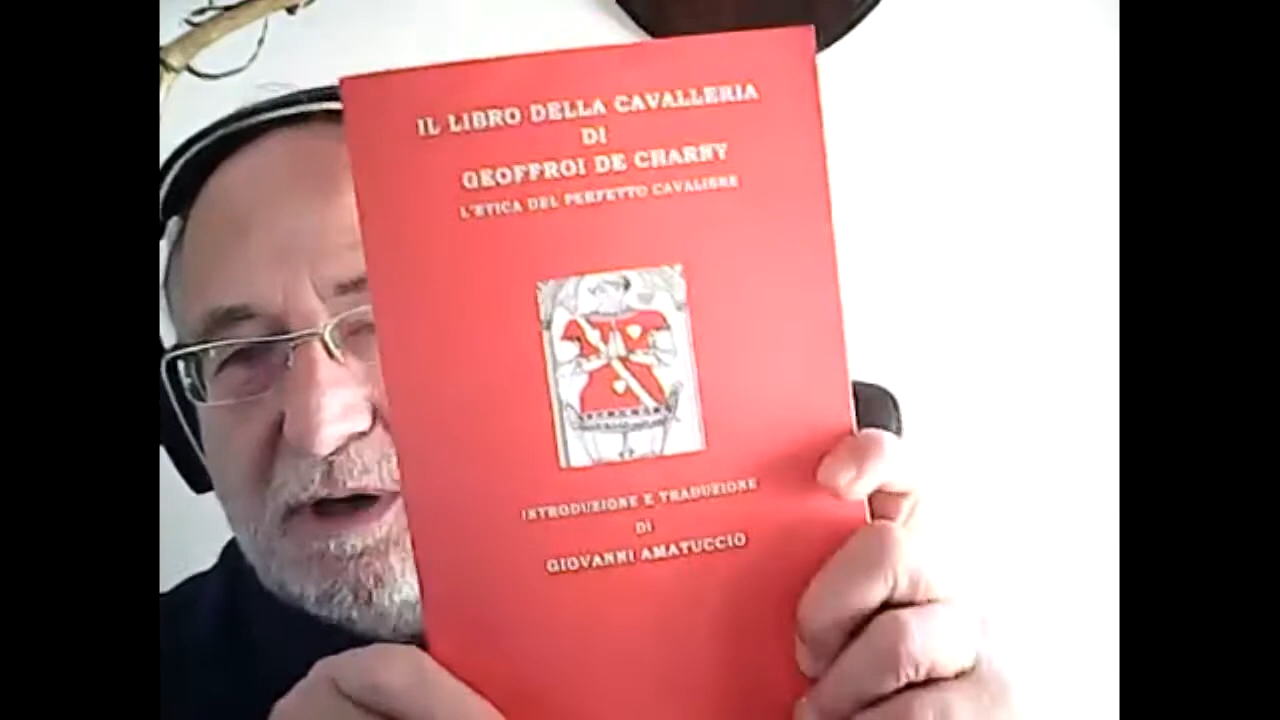 IL LIBRO DELLA CAVALLERIA
DI
GEOFFROI DE CHARNY
L'ETICA DEL PERFETTO CAVALIERE
INTRODUZIONE E TRADUZIONE
DI
GIOVANNI AMATUCCIO